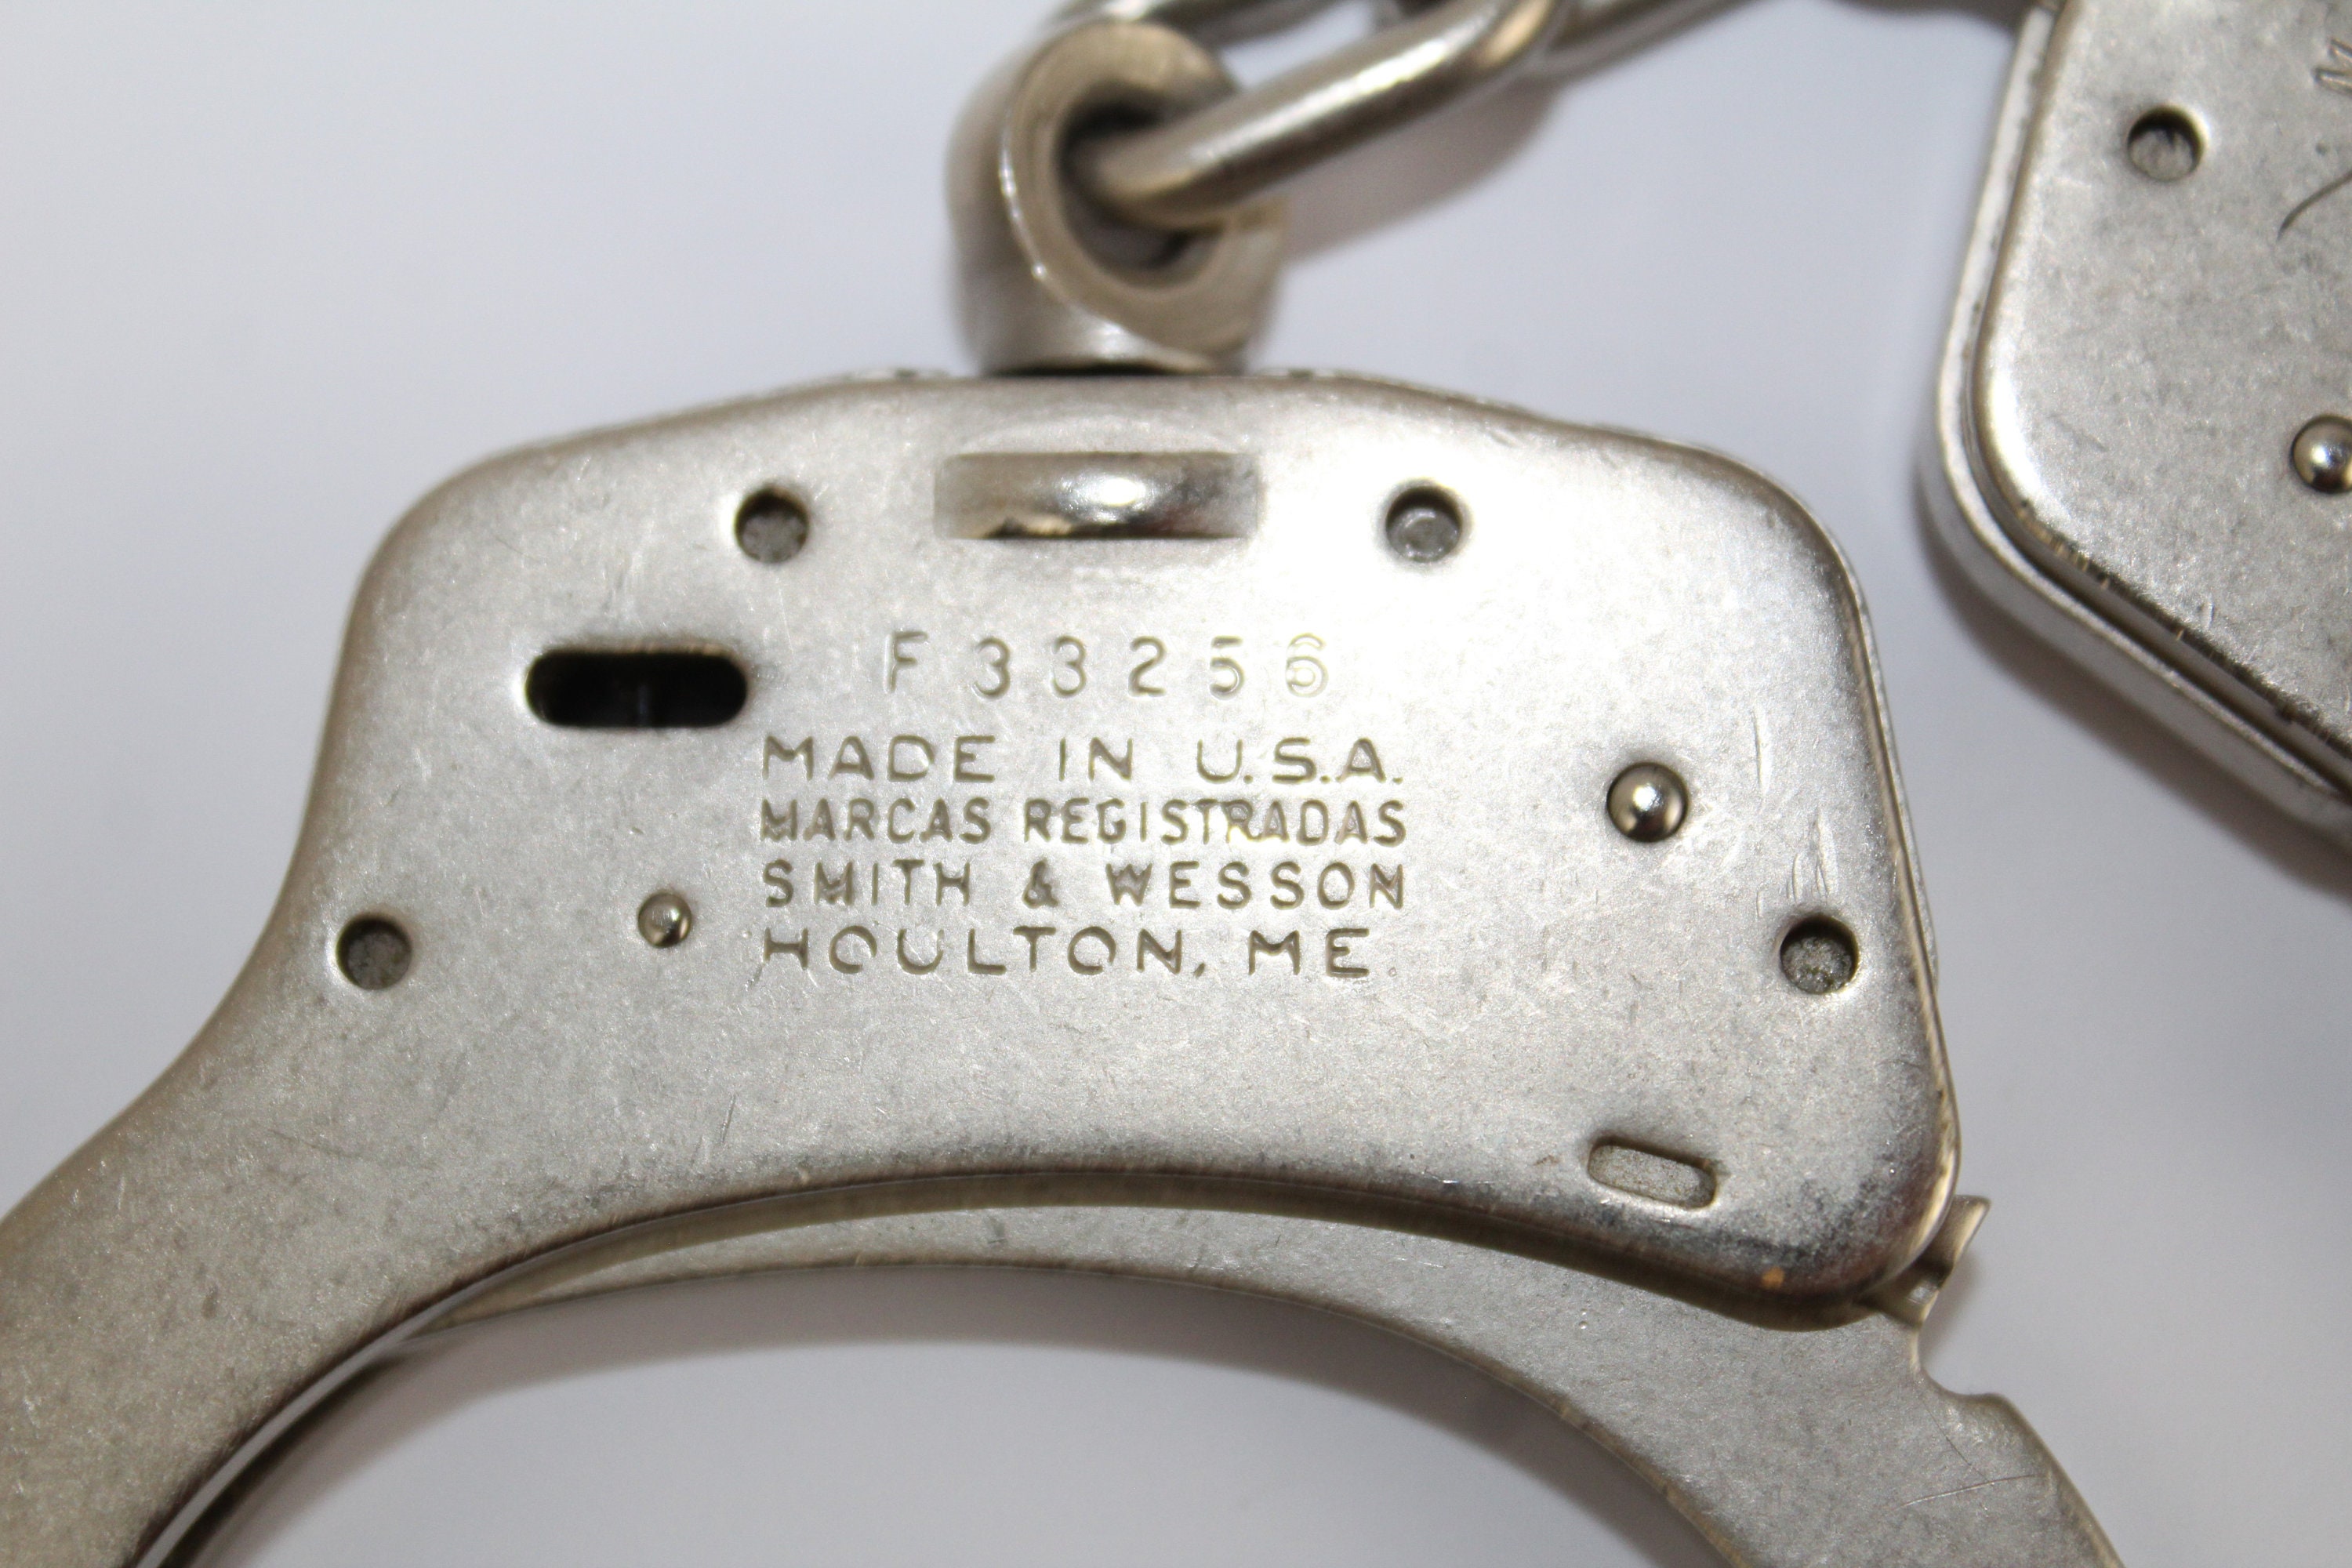 F 33256
MADE IN U.S.A.
MARCAS REGISTRADAS
SMITH & WESSON
HOULTON, ME.